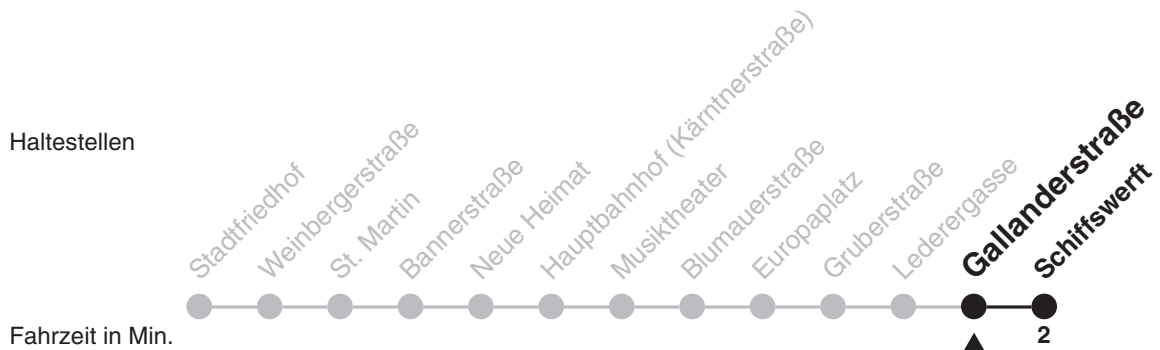 Haltestellen
Stadtfriedhof
Weinbergerstraße
St. Martin
Bannerstraße
Neue Heimat
Hauptbahnhof (Kärntnerstraße)
Musiktheater
Blumauerstraße
Europaplatz
Gruberstraße
Lederergasse
Gallanderstraße
Schiffswerft
Fahrzeit in Min.
2